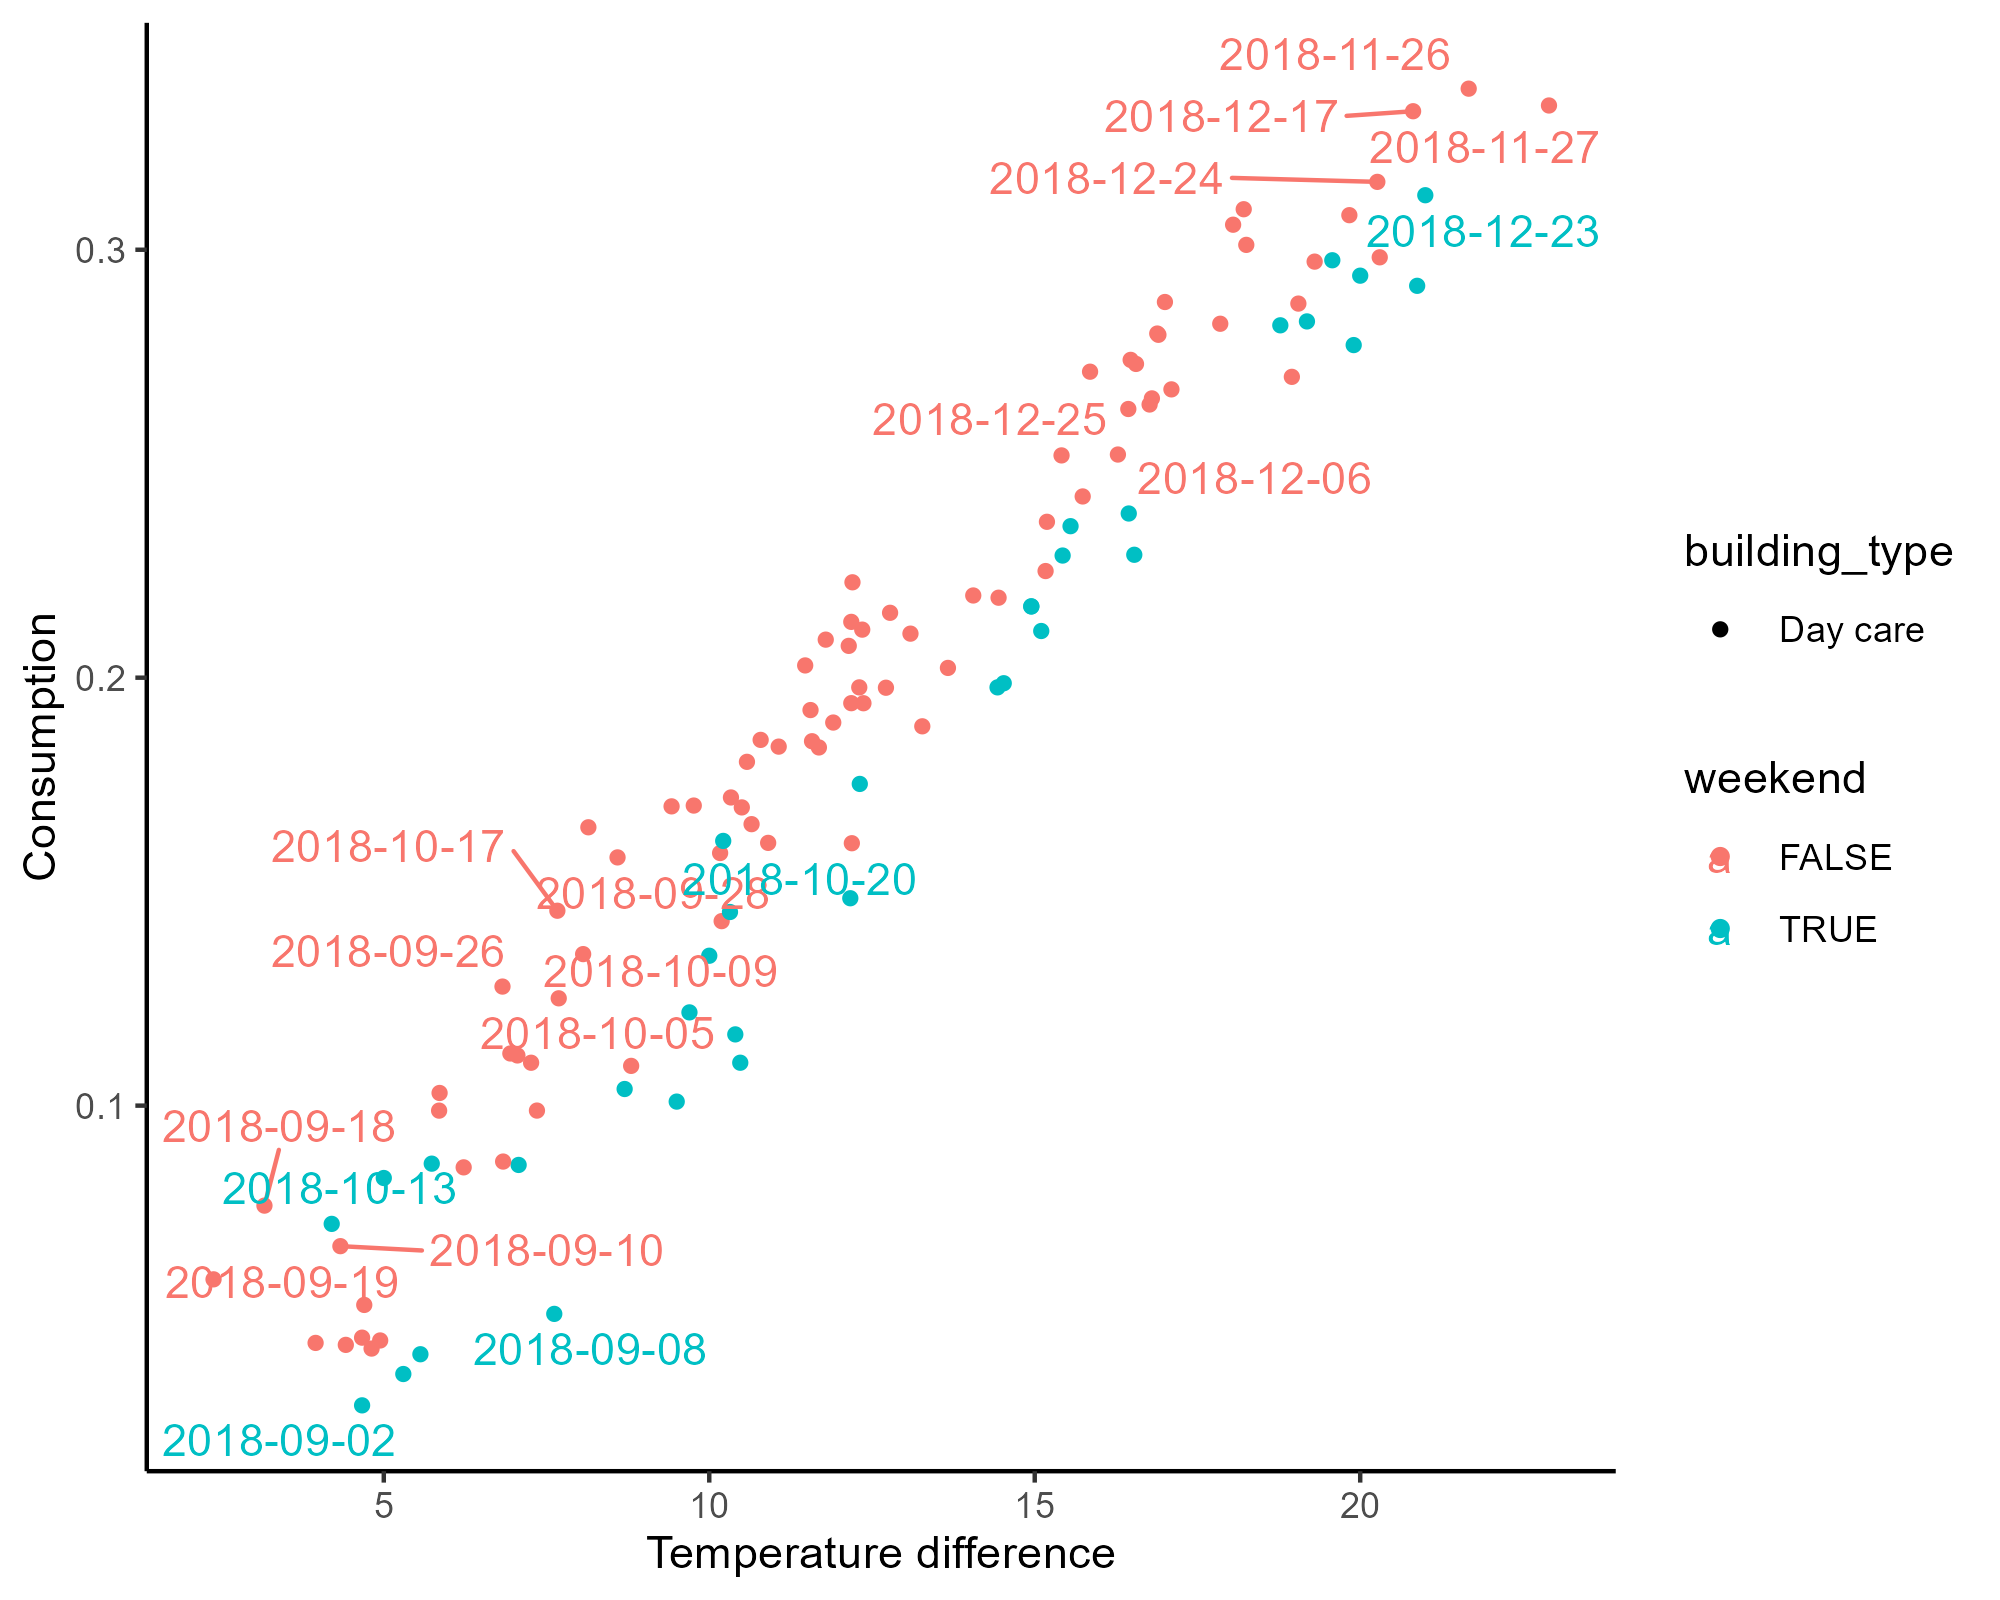 2018-11-26
2018-12-17
2018-11-27
2018-12-24
2018-12-23
0.3
2018-12-25
2018-12-06
building_type
Day care
0.2
Consumption
weekend
2018-10-17
a FALSE
2018-09-28
2018-10-20
a TRUE
2018-09-26
2018-10-09
2018-10-05
0.1
2018-09-18
2018-10-13
2018-09-10
2018-09-19
2018-09-08
2018-09-02
5 10 15 20
Temperature difference